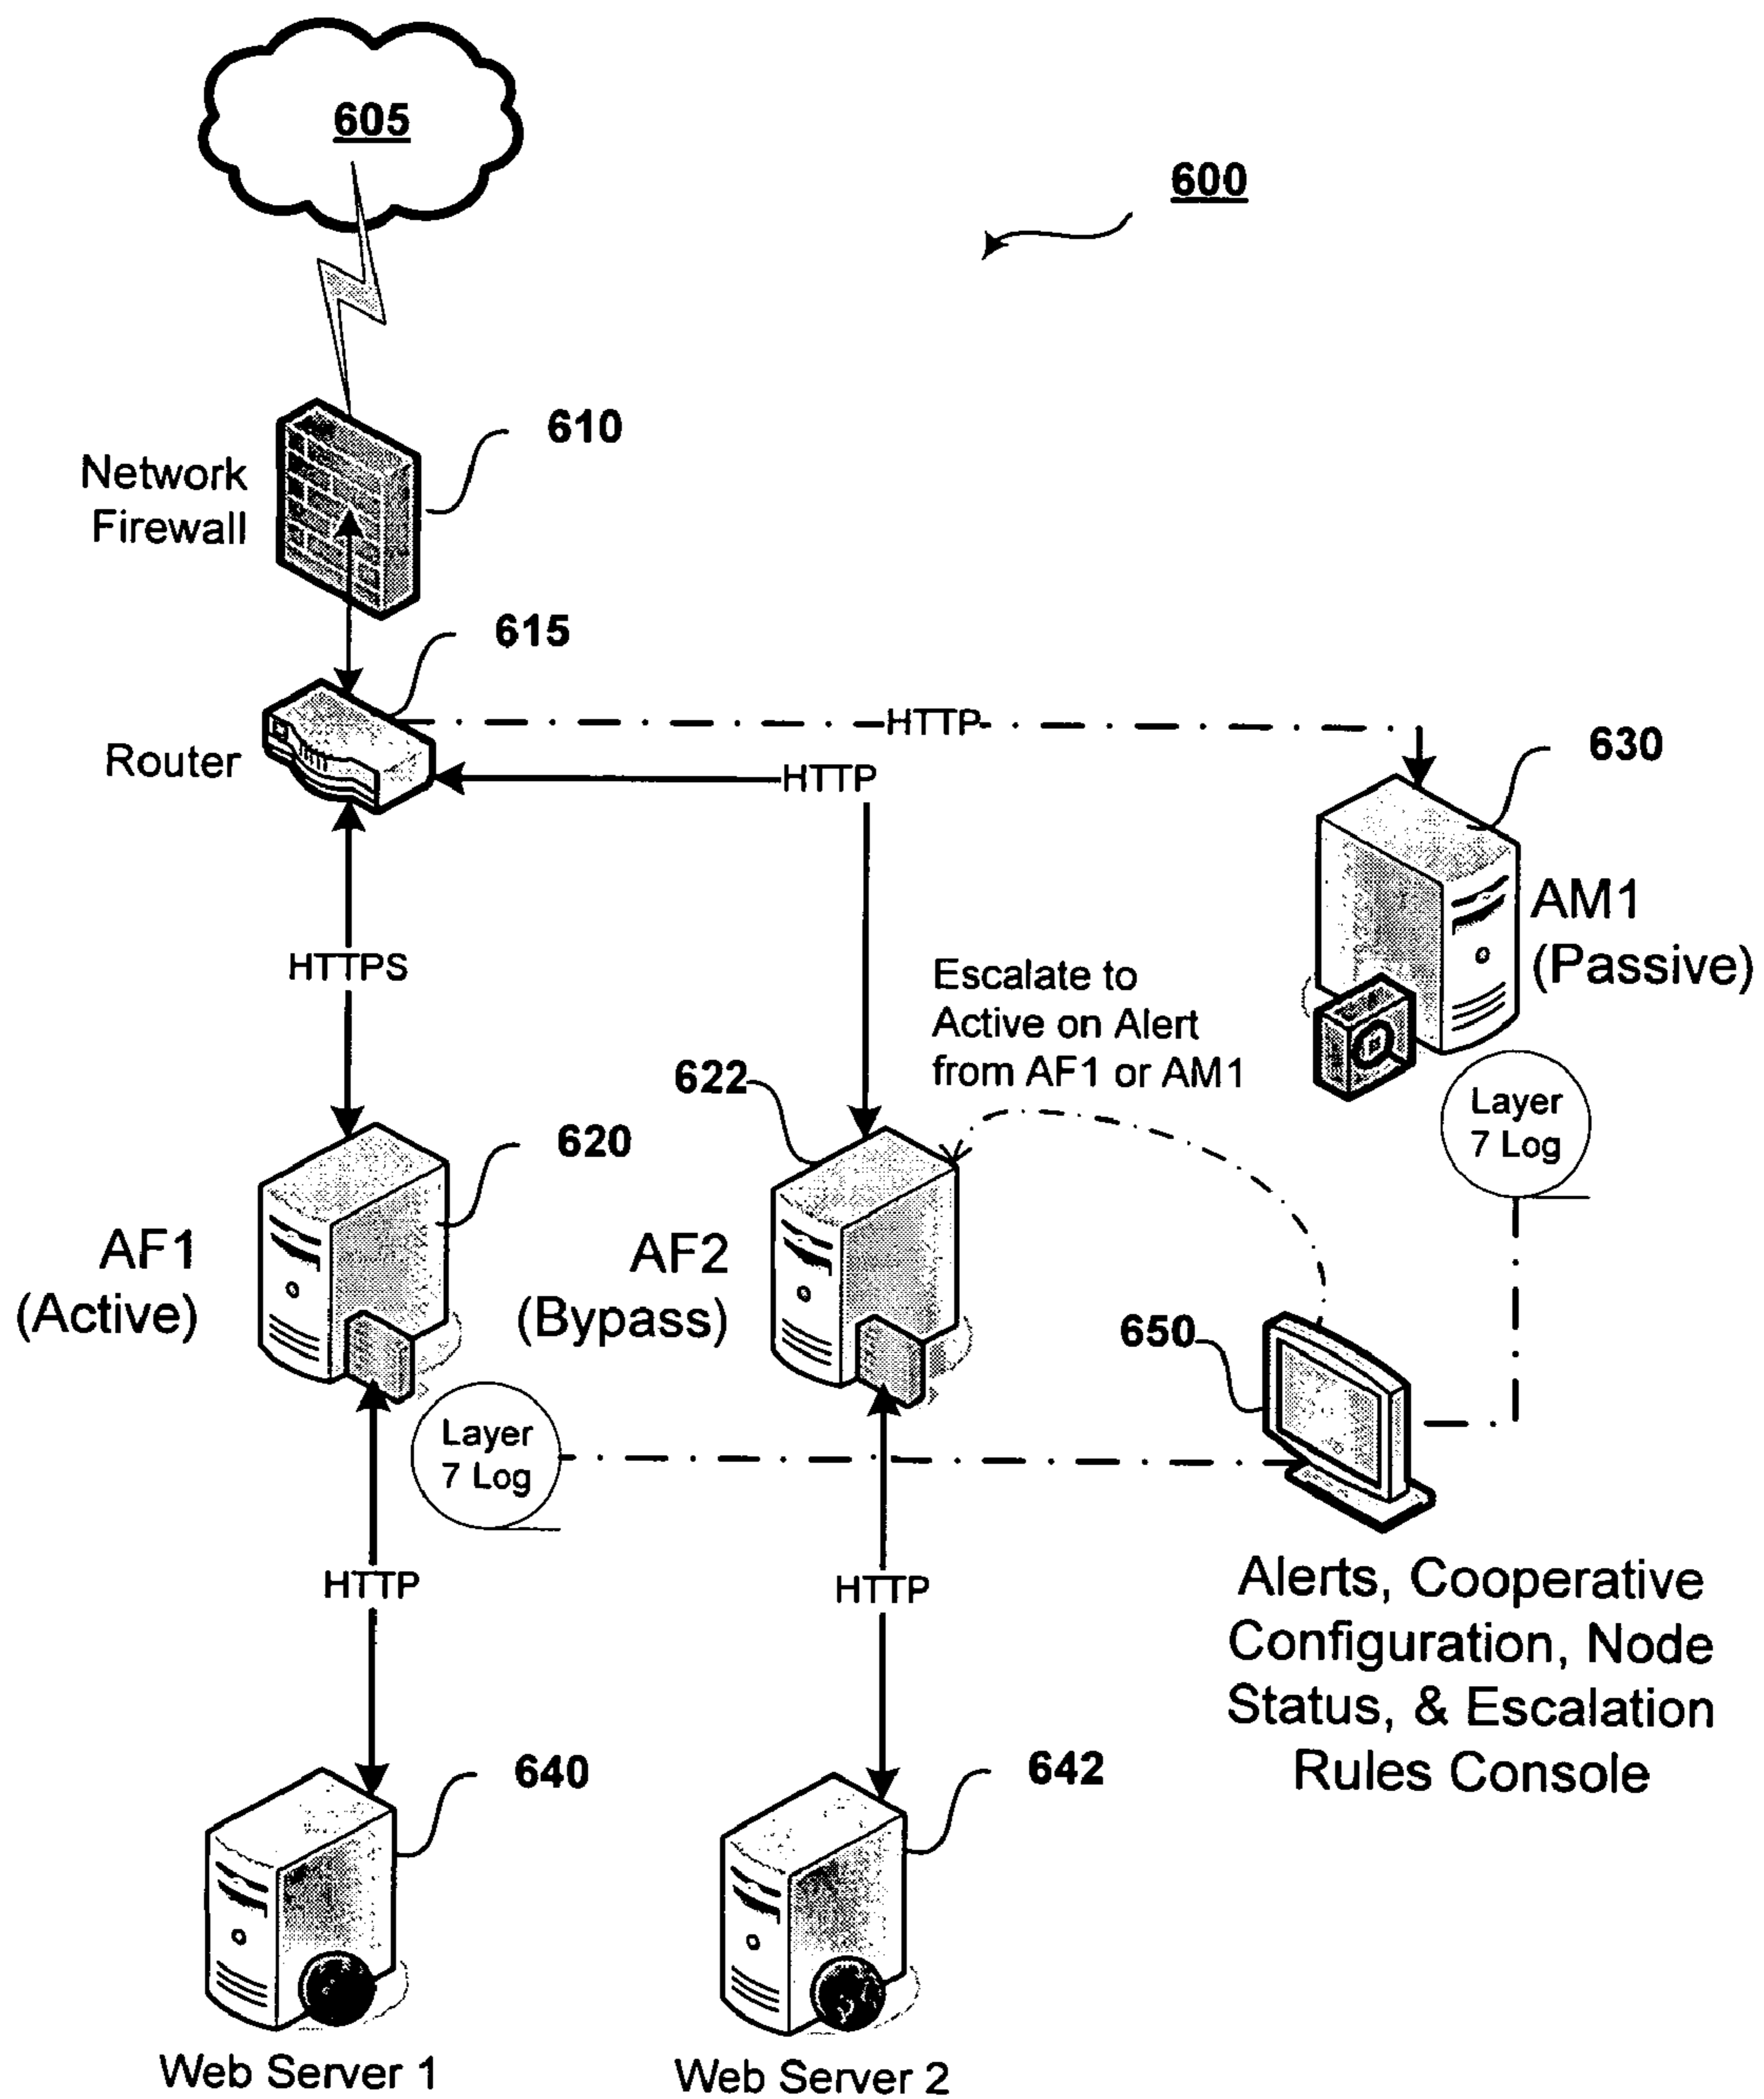 605
600
610
Network
Firewall
615
Router
HTTP
HTTP
630
AM1
(Passive)
HTTPS
Escalate to
Active on Alert
from AF1 or AM1
622
620
Layer
7 Log
AF1
(Active)
AF2
(Bypass)
650
Layer
7 Log
HTTP
HTTP
Alerts, Cooperative
Configuration, Node
Status, & Escalation
Rules Console
640
642
Web Server 1
Web Server 2